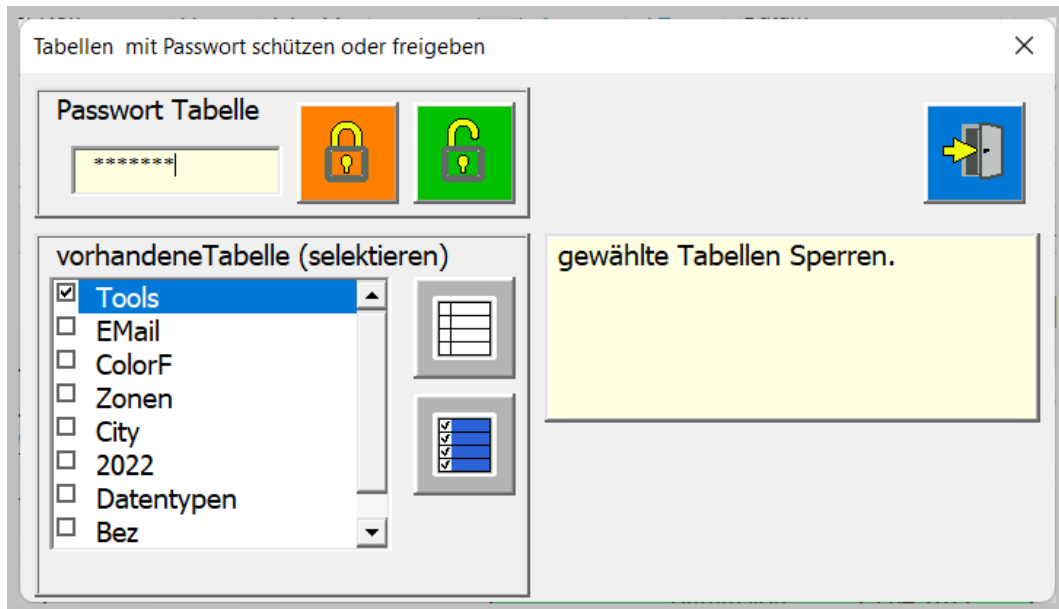 Tabellen  mit Passwort schützen oder freigeben
Passwort Tabelle
*******
vorhandeneTabelle (selektieren)
Tools
EMail
ColorF
Zonen
City
2022
Datentypen
Bez
gewählte Tabellen Sperren.